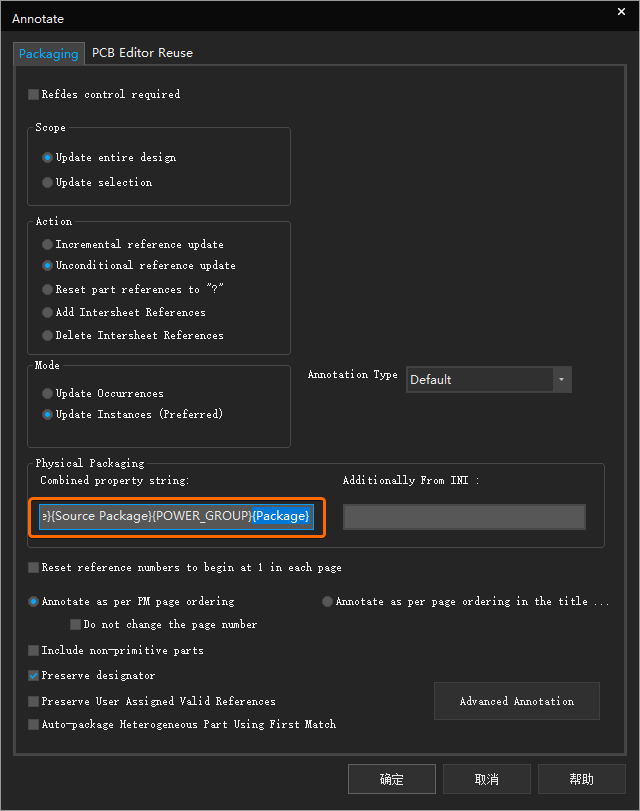 Annotate
Packaging PCB Editor Reuse
Refdes control required
Scope
Update entire design
Update selection
Action
Incremental reference update
Unconditional reference update
Reset part references to "?"
Add Intersheet References
Delete Intersheet References
Mode
Update Occurrences
Update Instances (Preferred)
Annotation Type Default
Physical Packaging
Combined property string: Additionally From INI :
e}{Source Package}{POWER_GROUP}{Package}
Reset reference numbers to begin at 1 in each page
Annotate as per PM page ordering Annotate as per page ordering in the title ...
Do not change the page number
Include non-primitive parts
Preserve designator
Preserve User Assigned Valid References
Advanced Annotation
Auto-package Heterogeneous Part Using First Match
确定 取消 帮助